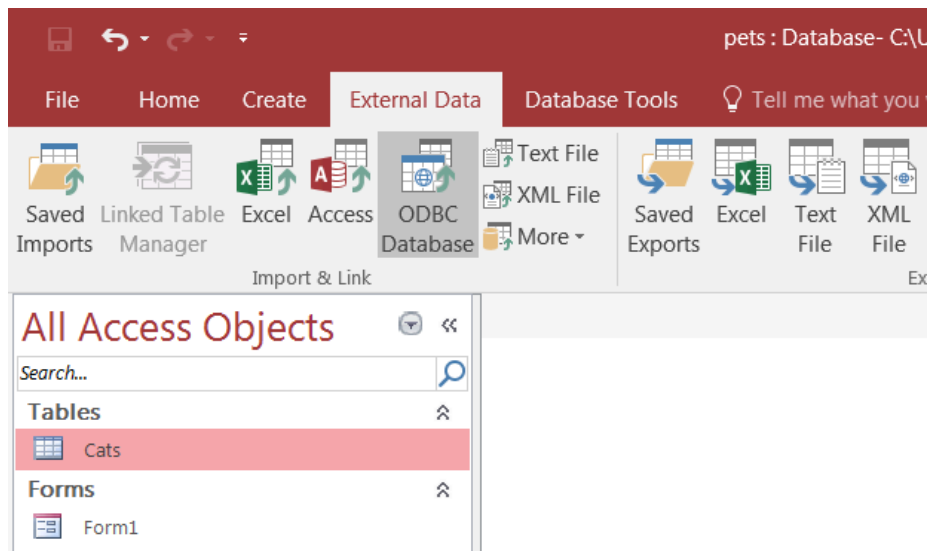 pets : Database- C:\U
File Home Create External Data Database Tools Tell me what you
Saved Imports
Linked Table Manager
Excel
Access
ODBC Database
Text File
XML File
More
Saved Exports
Excel
Text File
XML File
Import & Link
Ex
All Access Objects
Search...
Tables
Cats
Forms
Form1